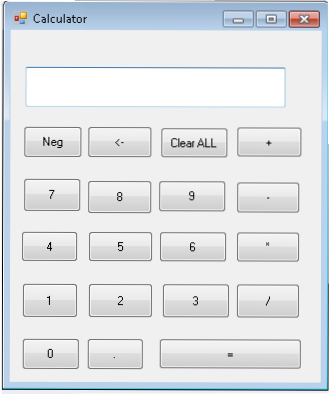 Calculator
Neg <- Clear ALL +
7 8 9 -
4 5 6 *
1 2 3 /
0 . =